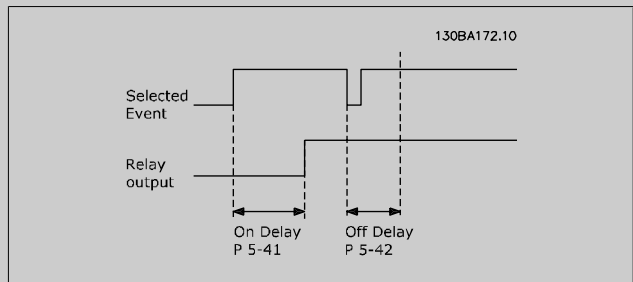 130BA172.10
Selected
Event
Relay
output
On Delay
P 5-41
Off Delay
P 5-42